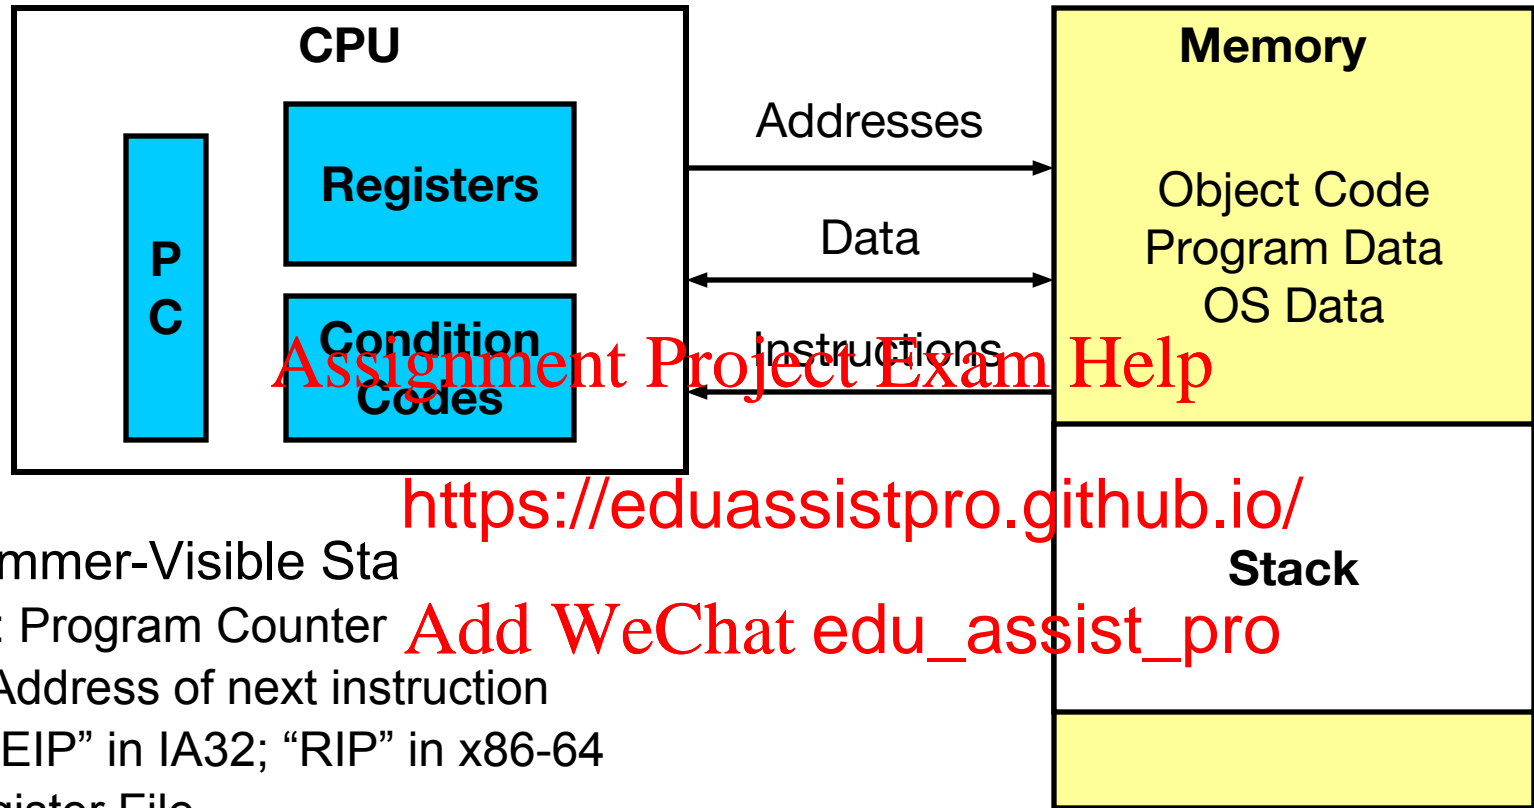 CPU
Memory
Registers
P
C
Condition
Codes
Addresses
Data
Instructions
Object Code
Program Data
OS Data
Assignment Project Exam Help
https://eduassistpro.github.io/
Stack
mmer-Visible Sta
: Program Counter
Add WeChat edu_assist_pro
Address of next instruction
EIP” in IA32; “RIP” in x86-64
gister File